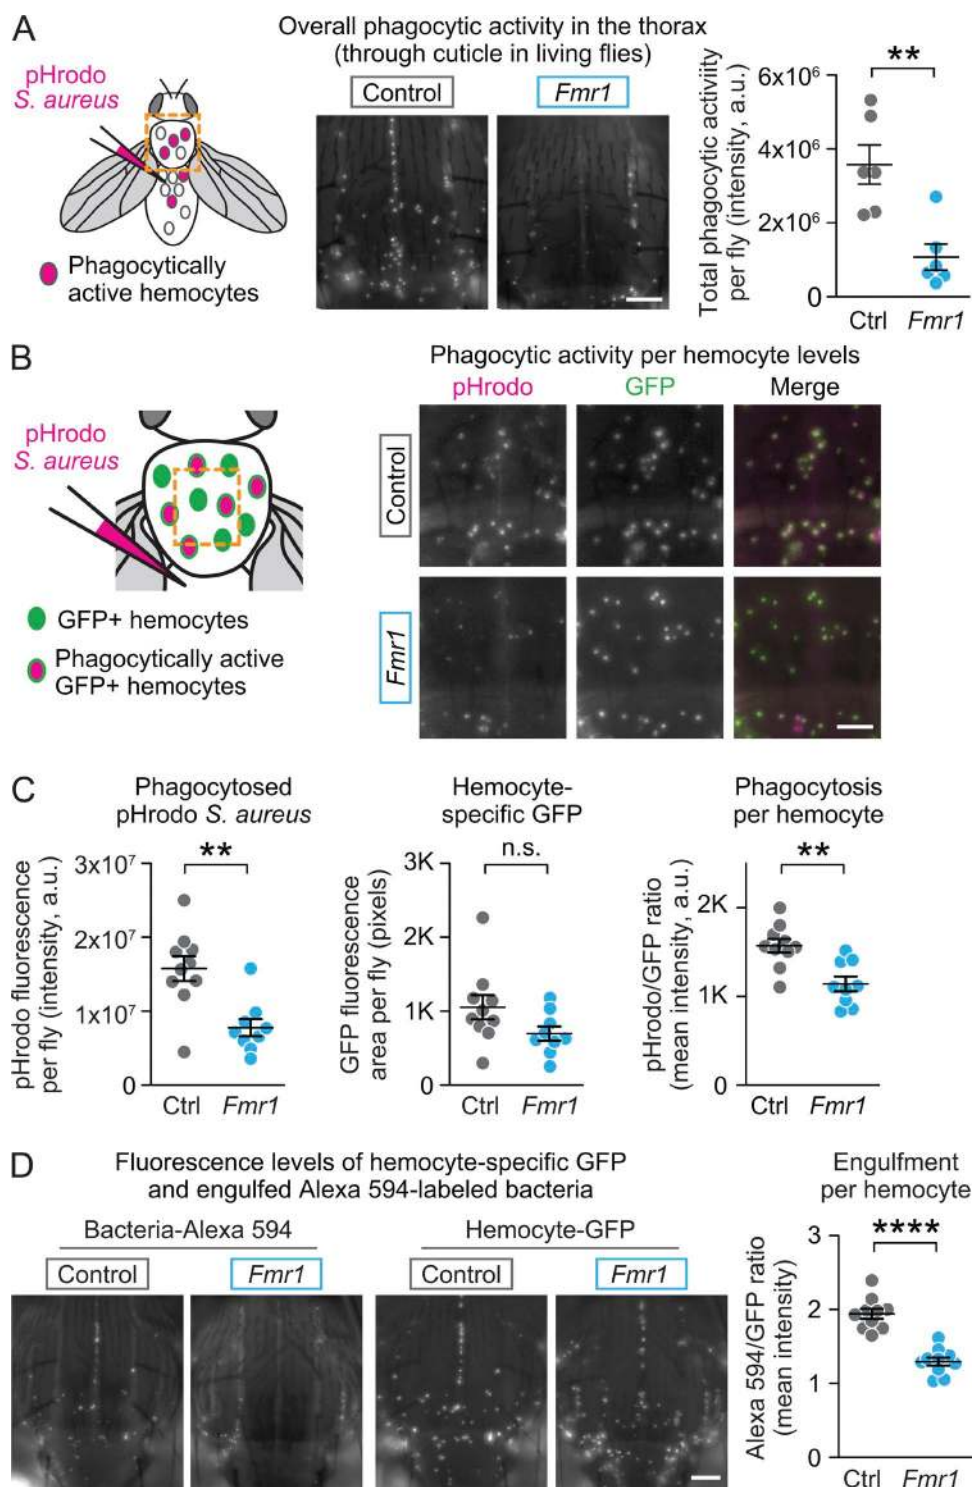 A
Overall phagocytic activity in the thorax
(through cuticle in living flies)
pHrodo
S. aureus
Phagocytically
active hemocytes
Control
Fmr1
Total phagocytic activiity
per fly (intensity, a.u.)
6x10⁶
4x10⁶
2x10⁶
0
**
Ctrl
Fmr1
B
Phagocytic activity per hemocyte levels
pHrodo
S. aureus
GFP+ hemocytes
Phagocytically active
GFP+ hemocytes
pHrodo
GFP
Merge
Control
Fmr1
C
Phagocytosed
pHrodo S. aureus
pHrodo fluorescence
per fly (intensity, a.u.)
3x10⁷
2x10⁷
1x10⁷
0
**
Ctrl
Fmr1
Hemocyte-
specific GFP
GFP fluorescence
area per fly (pixels)
3K
2K
1K
0
n.s.
Ctrl
Fmr1
Phagocytosis
per hemocyte
pHrodo/GFP ratio
(mean intensity, a.u.)
2K
1K
0
**
Ctrl
Fmr1
D
Fluorescence levels of hemocyte-specific GFP
and engulfed Alexa 594-labeled bacteria
Bacteria-Alexa 594
Hemocyte-GFP
Control
Fmr1
Control
Fmr1
Engulfment
per hemocyte
Alexa 594/GFP ratio
(mean intensity)
3
2
1
0
****
Ctrl
Fmr1